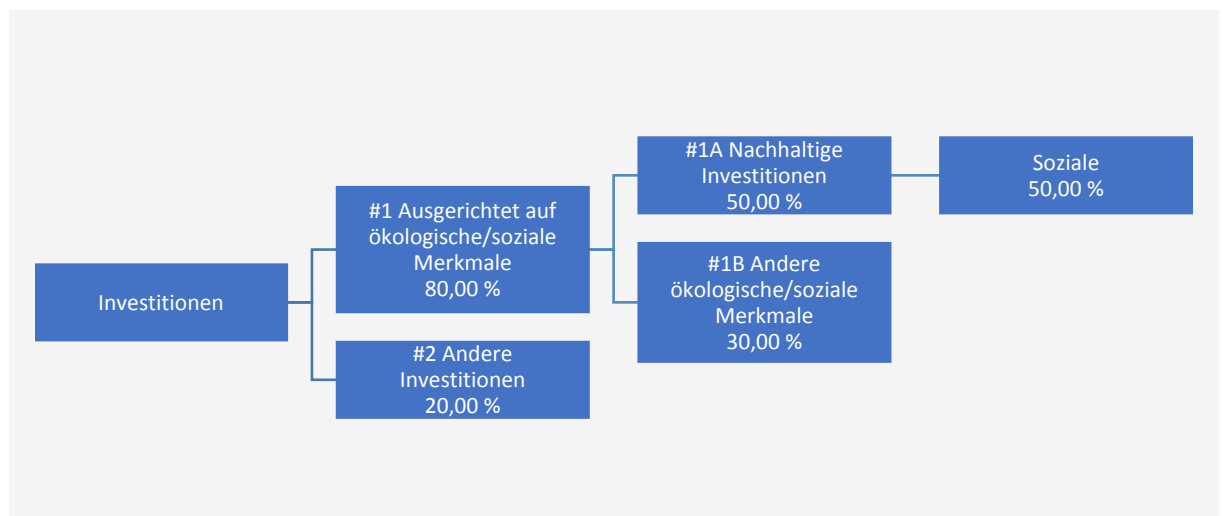 Investitionen
#1 Ausgerichtet auf
ökologische/soziale
Merkmale
80,00 %
#2 Andere
Investitionen
20,00 %
#1A Nachhaltige
Investitionen
50,00 %
#1B Andere
ökologische/soziale
Merkmale
30,00 %
Soziale
50,00 %